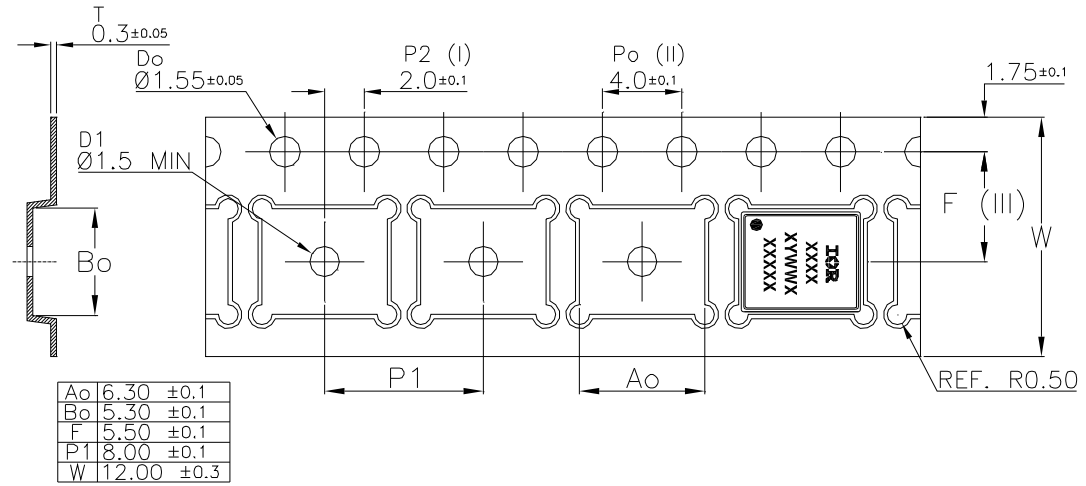 T
0.3±0.05
Do
Ø1.55±0.05
P2 (I)
2.0±0.1
Po (II)
4.0±0.1
1.75±0.1
D1
Ø1.5 MIN
F (III)
W
Bo
IOR
XXXX
XYWWX
XXXXX
P1
Ao
REF. R0.50
Ao 6.30 ±0.1
Bo 5.30 ±0.1
F 5.50 ±0.1
P1 8.00 ±0.1
W 12.00 ±0.3